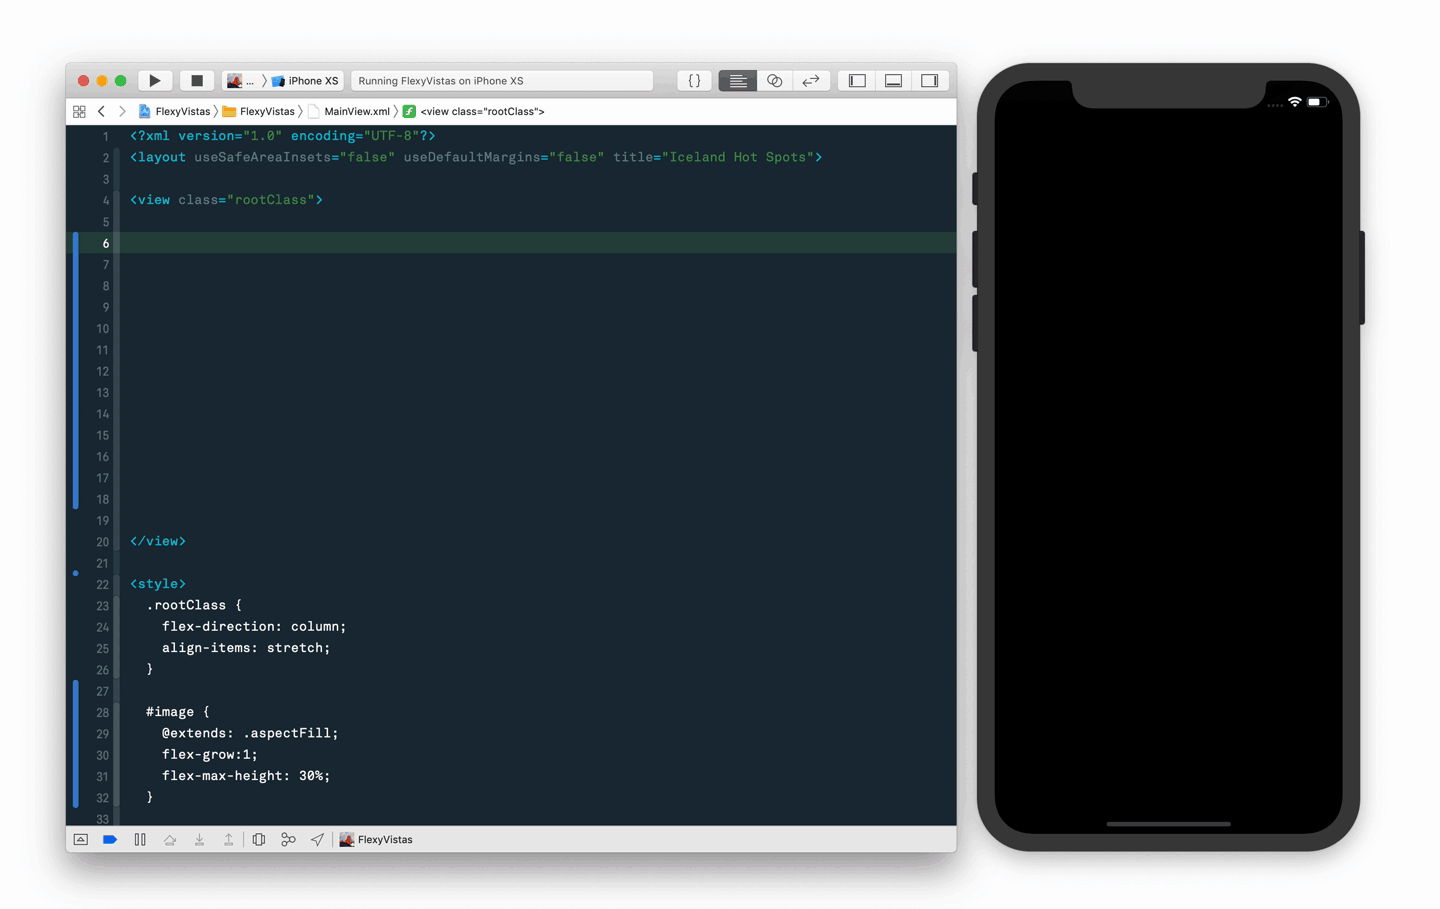 ... iPhone XS Running FlexyVistas on iPhone XS { }
FlexyVistas FlexyVistas MainView.xml f <view class="rootClass">
1 <?xml version="1.0" encoding="UTF-8"?>
2 <layout useSafeAreaInsets="false" useDefaultMargins="false" title="Iceland Hot Spots">
3
4 <view class="rootClass">
5
6
7
8
9
10
11
12
13
14
15
16
17
18
19
20 </view>
21
22 <style>
23 .rootClass {
24 flex-direction: column;
25 align-items: stretch;
26 }
27
28 #image {
29 @extends: .aspectFill;
30 flex-grow:1;
31 flex-max-height: 30%;
32 }
33
FlexyVistas